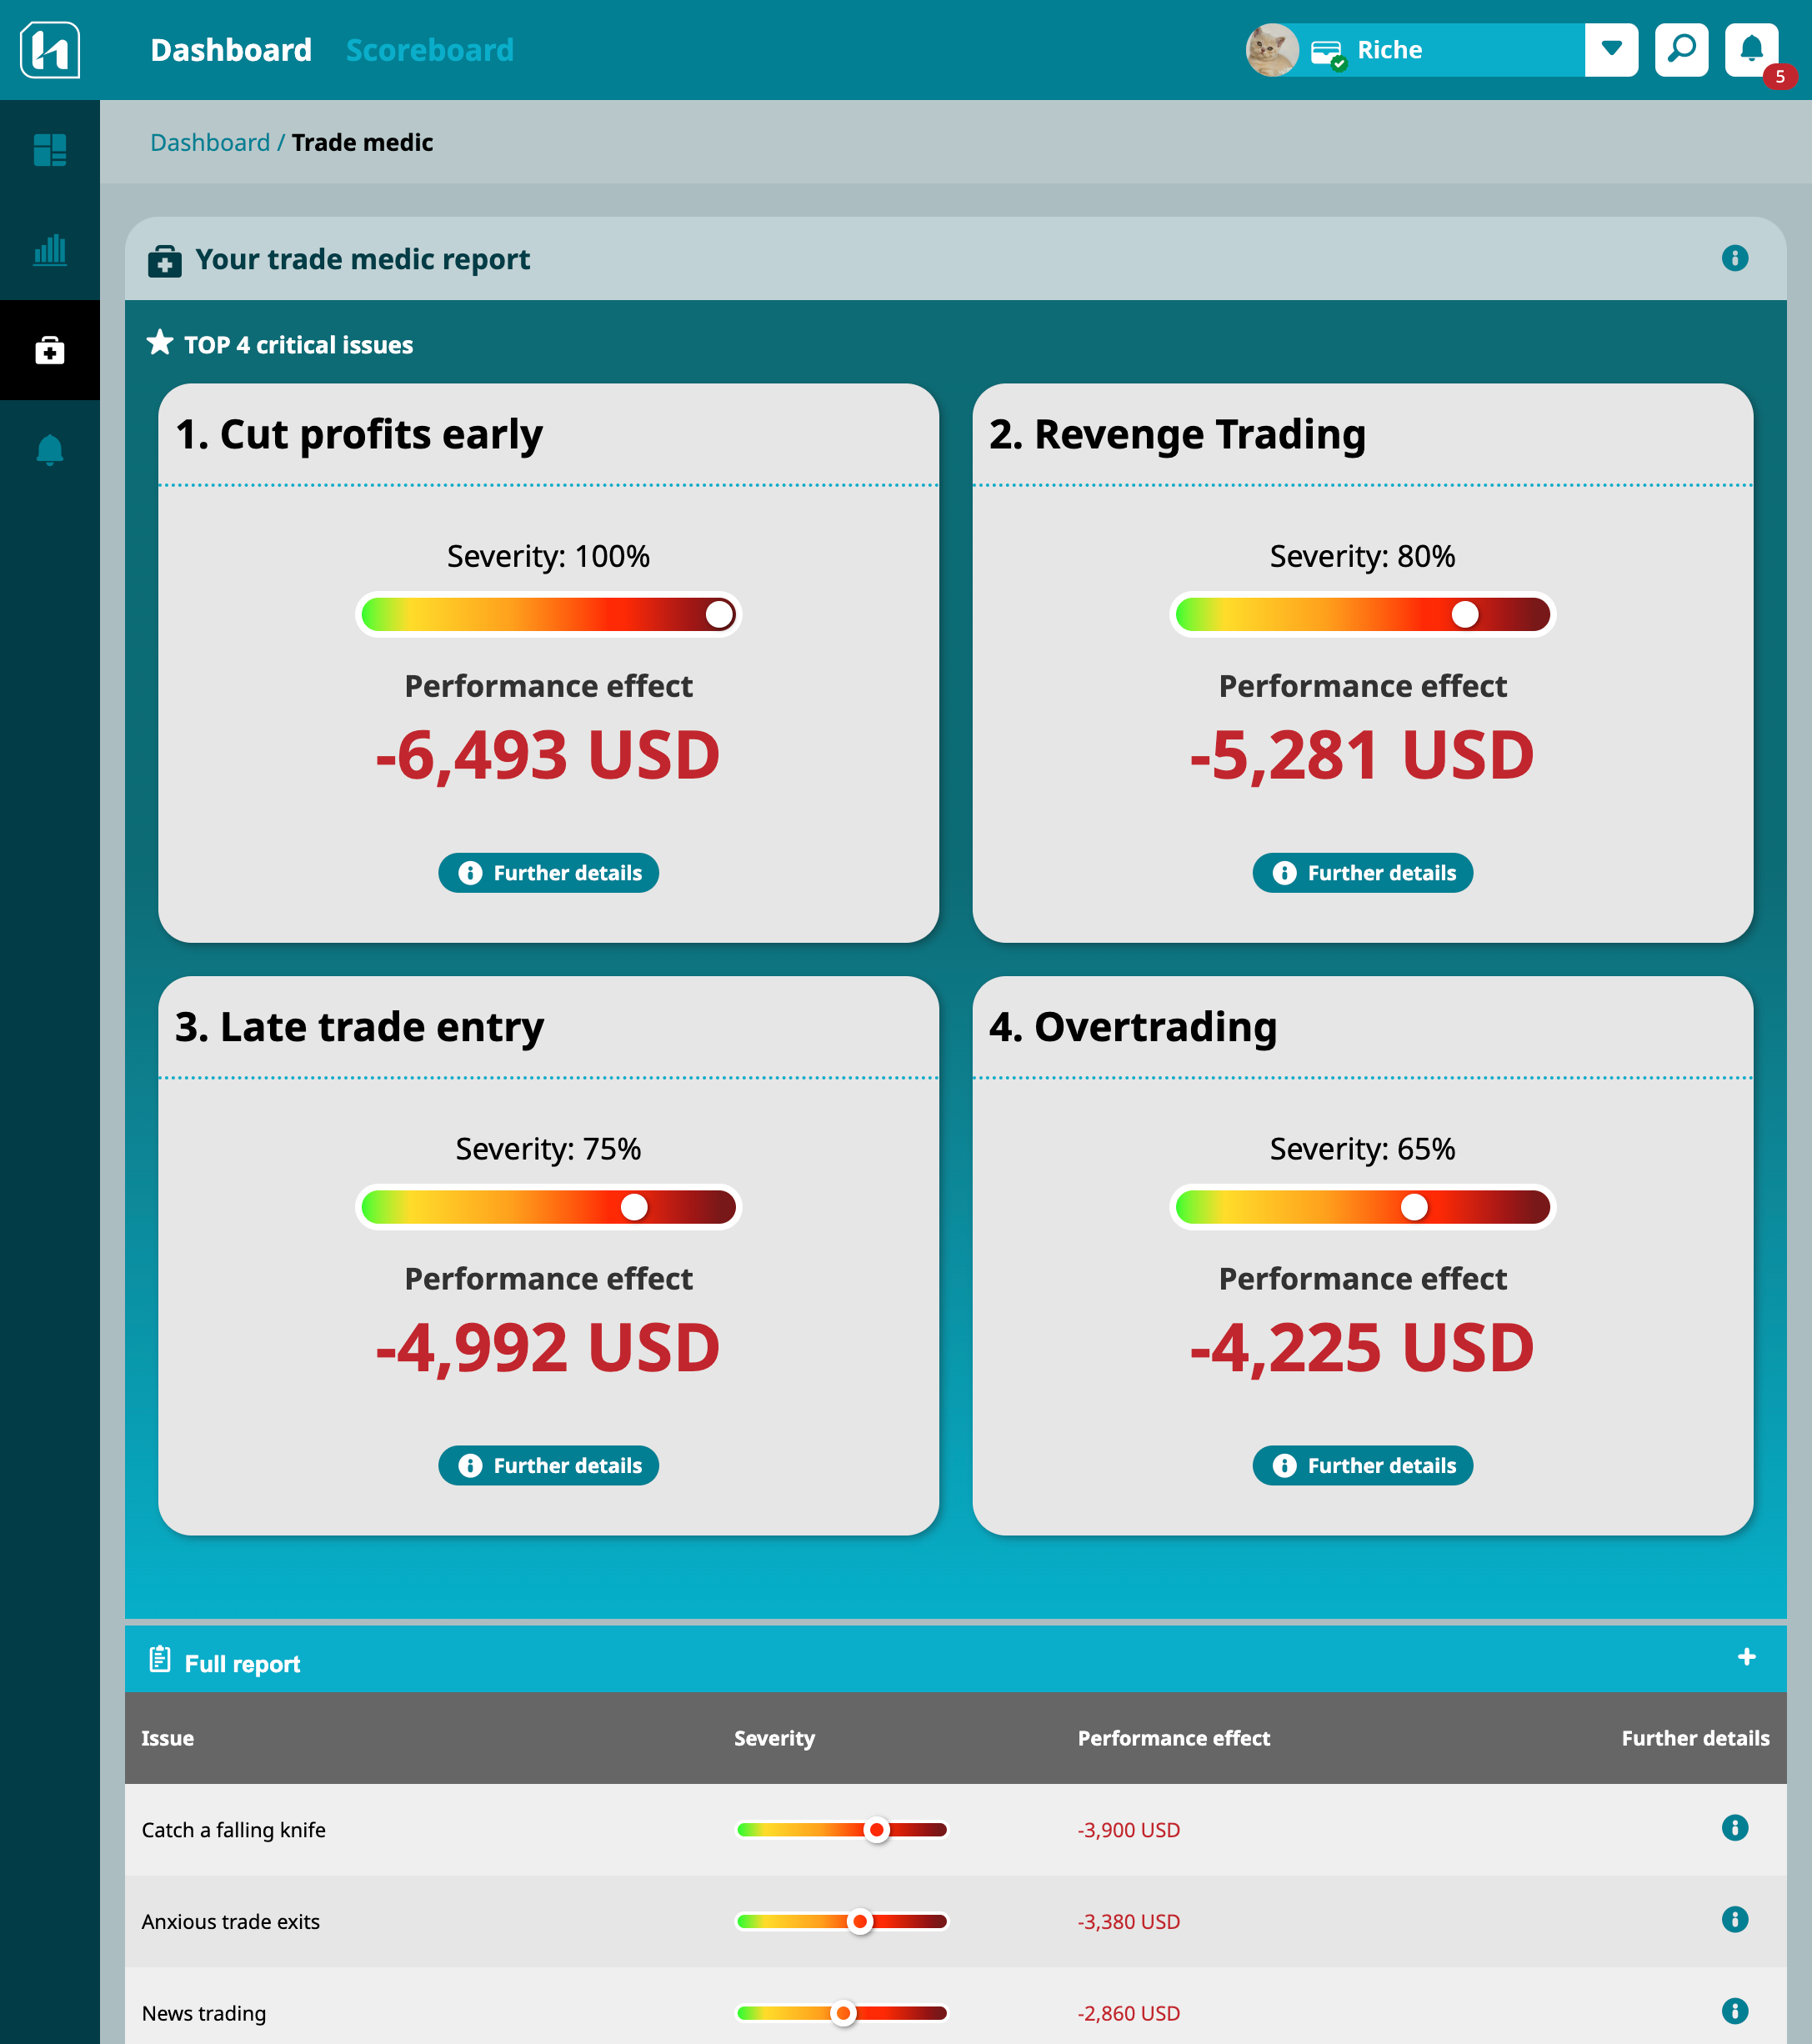 Dashboard Scoreboard
Riche
5
Dashboard / Trade medic
Your trade medic report
TOP 4 critical issues
1. Cut profits early
Severity: 100%
Performance effect
-6,493 USD
Further details
2. Revenge Trading
Severity: 80%
Performance effect
-5,281 USD
Further details
3. Late trade entry
Severity: 75%
Performance effect
-4,992 USD
Further details
4. Overtrading
Severity: 65%
Performance effect
-4,225 USD
Further details
Full report
Issue Severity Performance effect Further details
Catch a falling knife -3,900 USD
Anxious trade exits -3,380 USD
News trading -2,860 USD